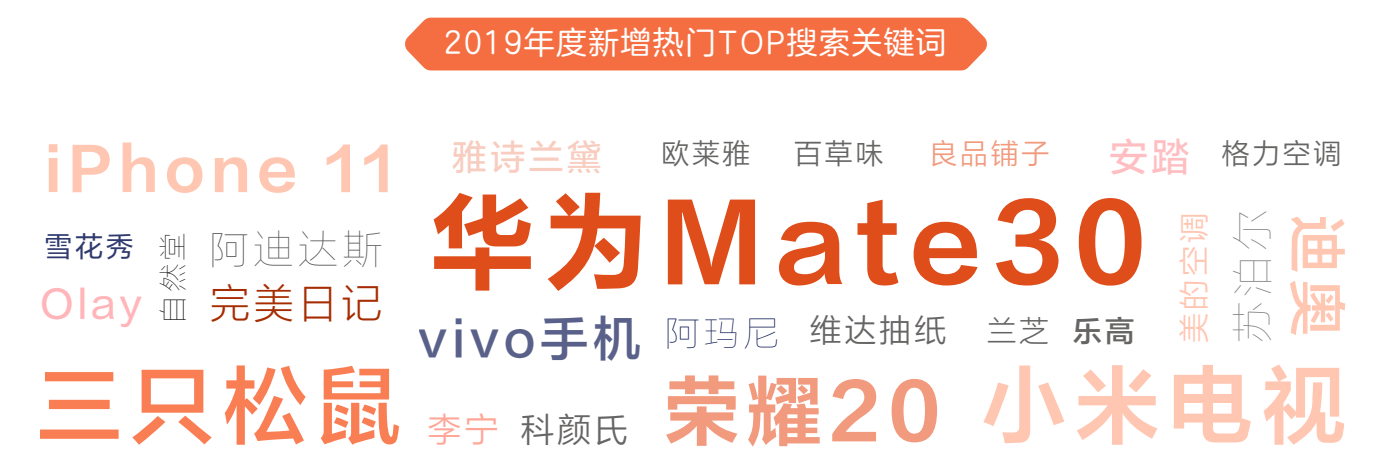 2019年度新增热门TOP搜索关键词
iPhone 11
雅诗兰黛
欧莱雅
百草味
良品铺子
安踏
格力空调
华为Mate30
雪花秀
自然堂
阿迪达斯
Olay
完美日记
美的空调
苏泊尔
迪奥
vivo手机
阿玛尼
维达抽纸
兰芝
乐高
三只松鼠
李宁
科颜氏
荣耀20
小米电视